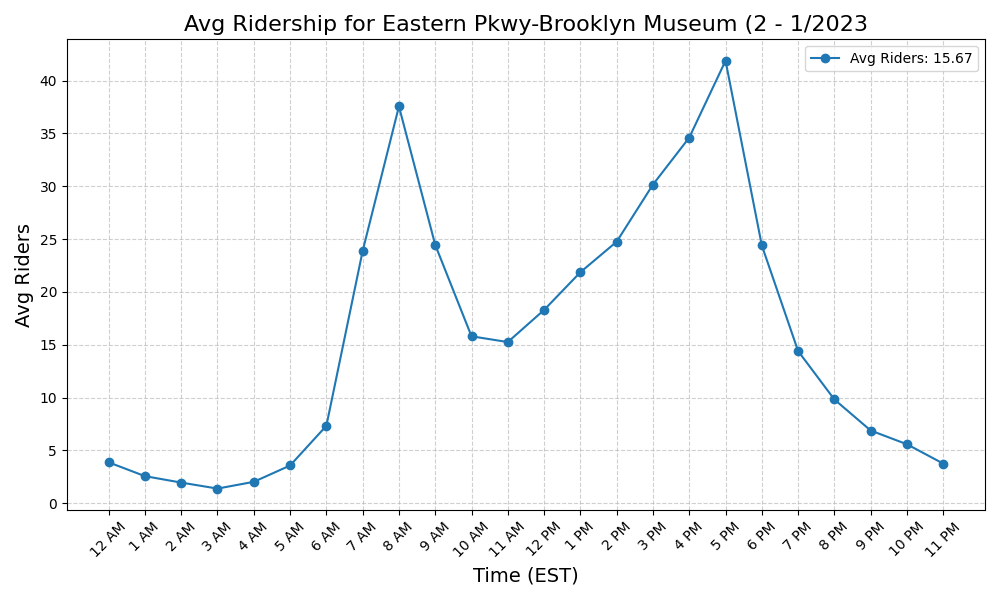 Avg Ridership for Eastern Pkwy-Brooklyn Museum (2 - 1/2023
Avg Riders: 15.67
Avg Riders
40
35
30
25
20
15
10
5
0
12 AM
1 AM
2 AM
3 AM
4 AM
5 AM
6 AM
7 AM
8 AM
9 AM
10 AM
11 AM
12 PM
1 PM
2 PM
3 PM
4 PM
5 PM
6 PM
7 PM
8 PM
9 PM
10 PM
11 PM
Time (EST)